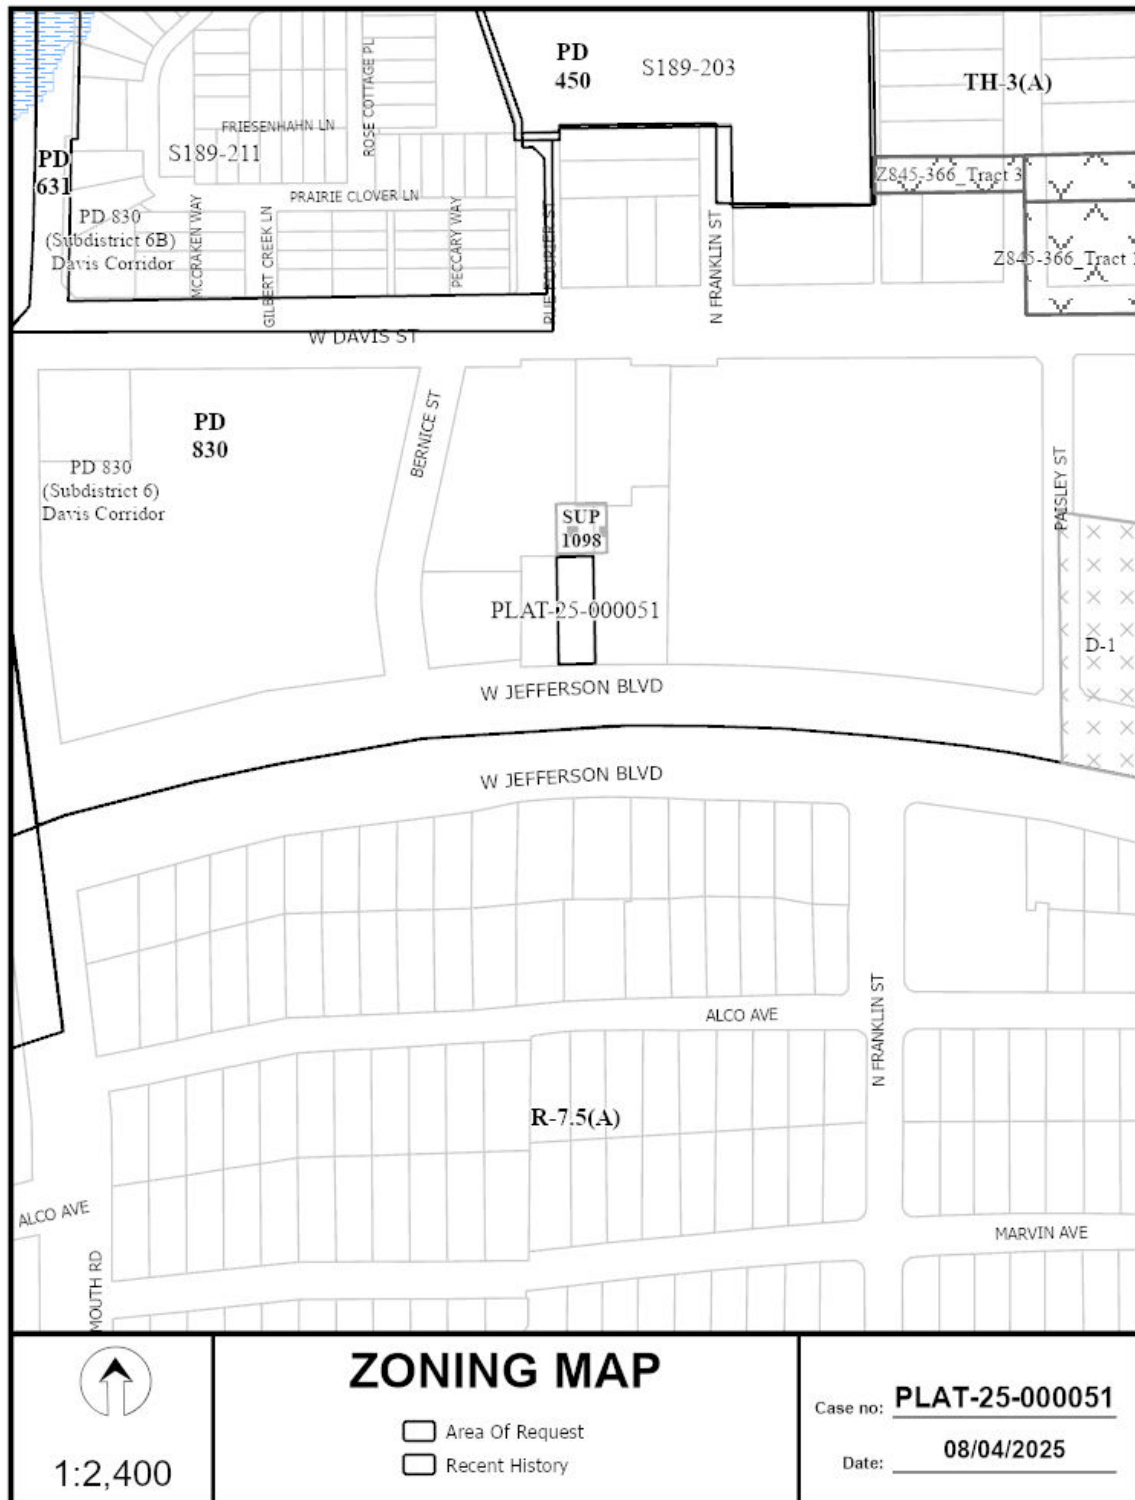 PD
450
S189-203
TH-3(A)
ROSE COTTAGE PL
FRIESENHAHN LN
S189-211
PD
631
Z845-366_Tract 3
PRAIRIE CLOVER LN
MCCRAKEN WAY
PD 830
(Subdistrict 6B)
Davis Corridor
GILBERT CREEK LN
PECCARY WAY
N FRANKLIN ST
Z845-366_Tract
W DAVIS ST
BERNICE ST
PD
830
PD 830
(Subdistrict 6)
Davis Corridor
PAISLEY ST
SUP
1098
PLAT-25-000051
D-1
W JEFFERSON BLVD
W JEFFERSON BLVD
ALCO AVE
N FRANKLIN ST
R-7.5(A)
ALCO AVE
MARVIN AVE
MOUTH RD
1:2,400
ZONING MAP
Area Of Request
Recent History
Case no: PLAT-25-000051
Date: 08/04/2025